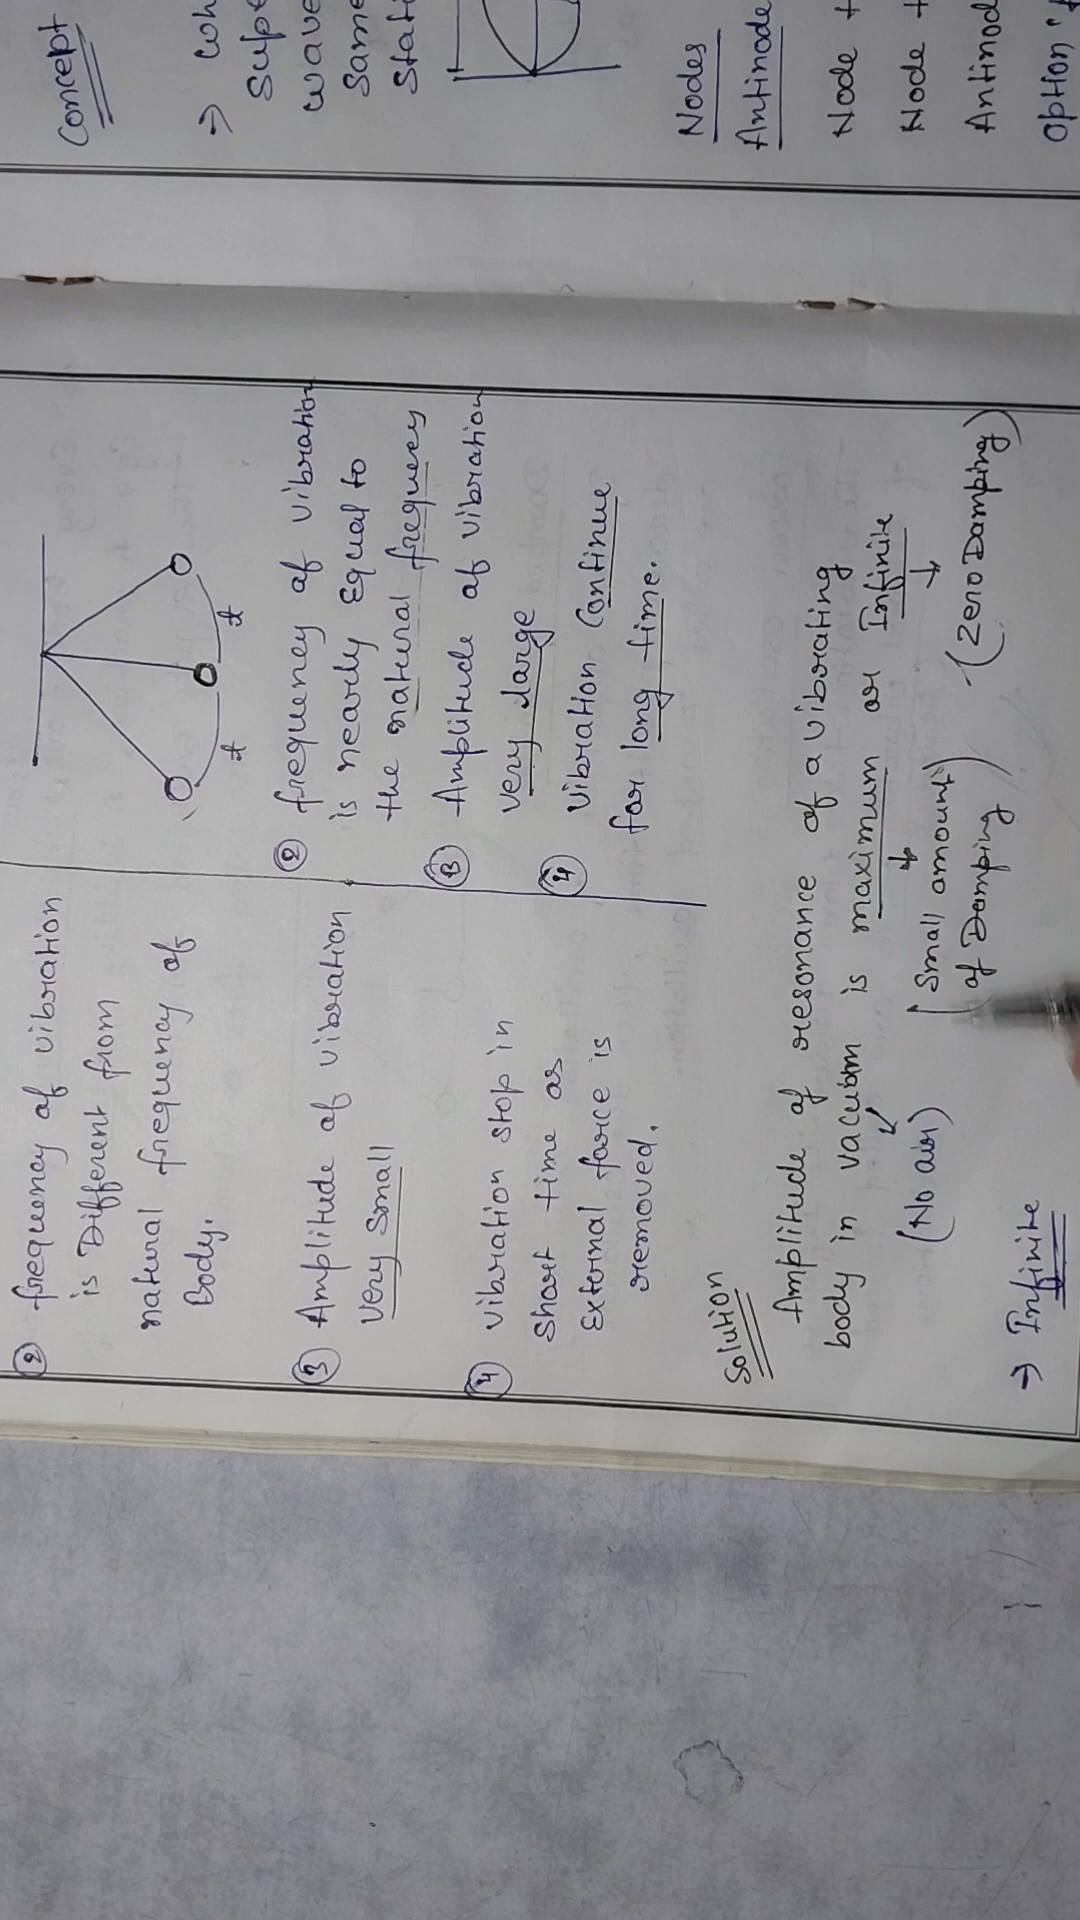 ② frequency of vibration
is Different from
natural frequency of
Body.
③ Amplitude of vibration
very small
④ vibration stop in
short time as
External force is
removed.
t t
② frequency of vibration
is nearly Equal to
the natural frequency
③ Amplitude of vibration
very large
④ vibration Continue
for long time.
Solution
Amplitude of resonance of a vibrating
body in vacuum is maximum or Infinite
(No air) (Small amount
of Damping) (Zero Damping)
→ Infinite
Concept
→
Same
Nodes
Antinode
Node +
Node +